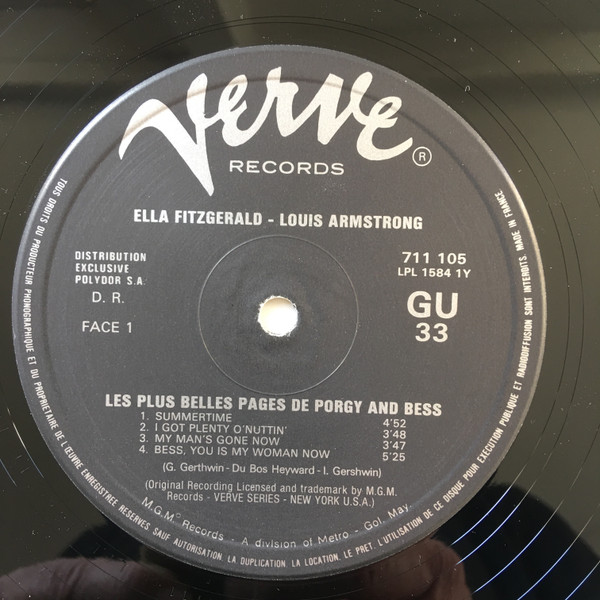 Verve
®
RECORDS
ELLA FITZGERALD - LOUIS ARMSTRONG
DISTRIBUTION
EXCLUSIVE
POLYDOR S.A.
D. R.
FACE 1
711 105
LPL 1584 1Y
GU
33
LES PLUS BELLES PAGES DE PORGY AND BESS
1. SUMMERTIME 4'52
2. I GOT PLENTY O'NUTTIN' 3'48
3. MY MAN'S GONE NOW 3'47
4. BESS, YOU IS MY WOMAN NOW 5'25
(G. Gerthwin - Du Bos Heyward - I. Gershwin)
(Original Recording Licensed and trademark by M.G.M.
Records - VERVE SERIES - NEW YORK U.S.A.)
M.G.M. Records - A division of Metro - Gol. May.
TOUS DROITS DU PRODUCTEUR PHONOGRAPHIQUE ET DU PROPRIETAIRE DE L'ŒUVRE ENREGISTREE RESERVES SAUF AUTORISATION LA DUPLICATION LA LOCATION. LE PRET, L'UTILISATION DE CE DISQUE POUR EXECUTION PUBLIQUE ET RADIODIFFUSION SONT INTERDITS. MADE IN FRANCE